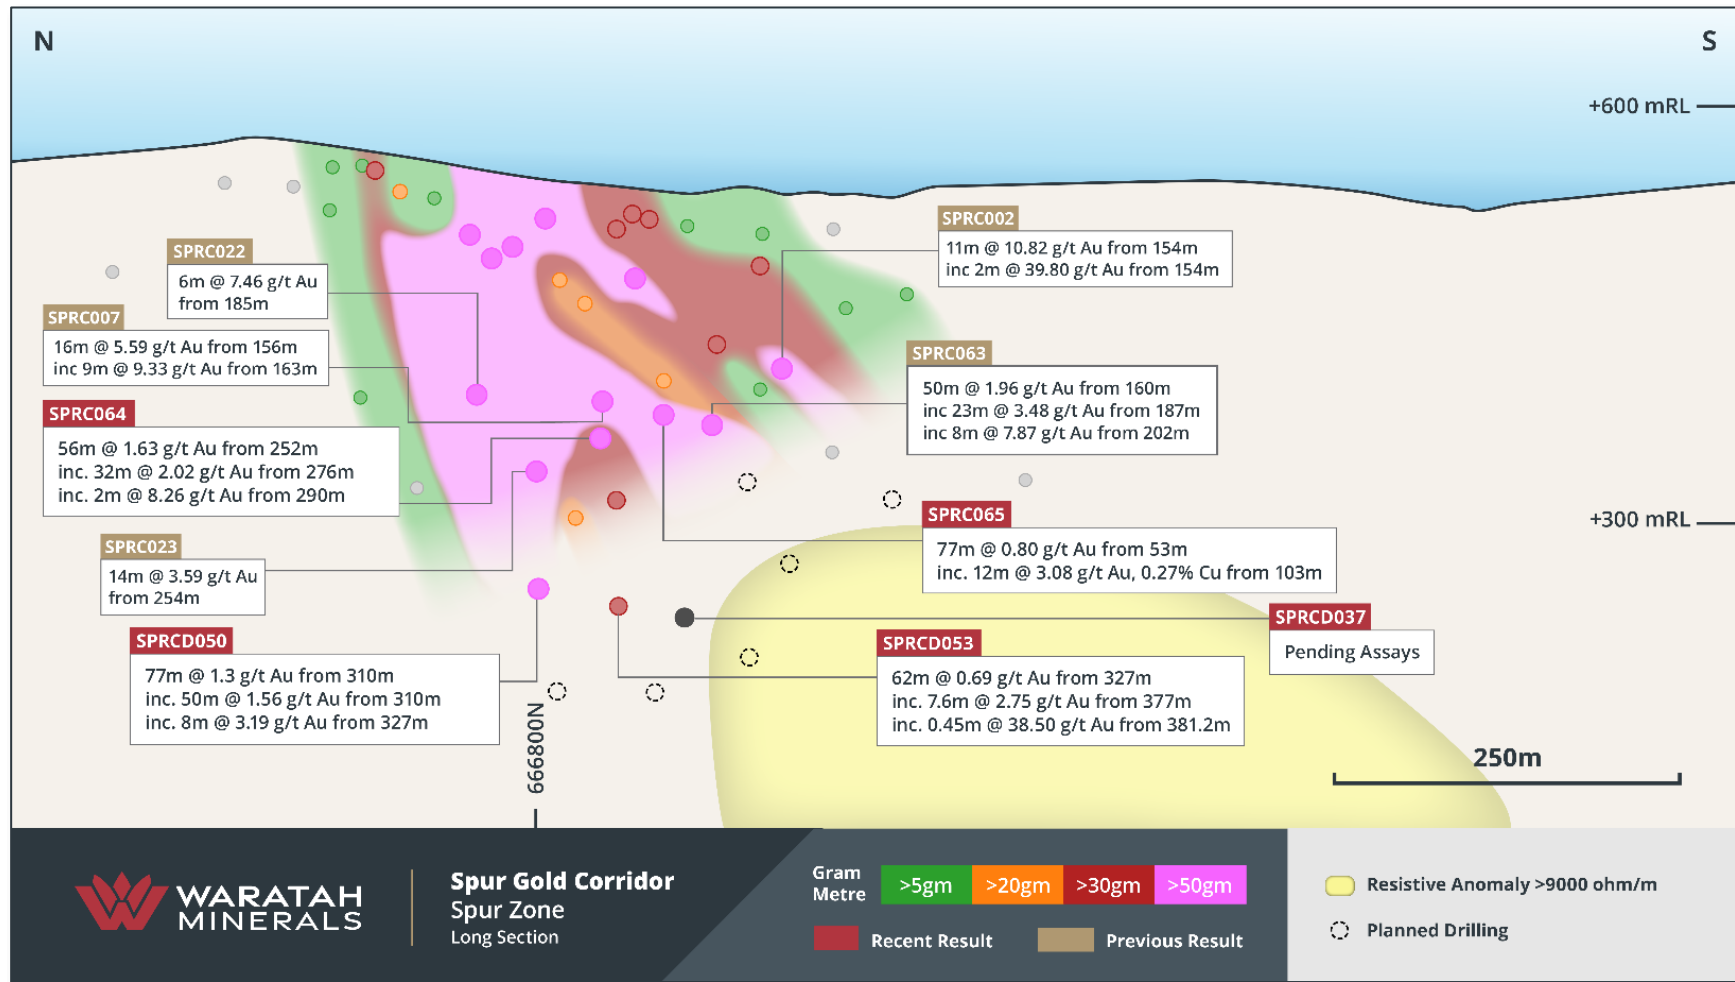 N
S
+600 mRL
SPRC002
11m @ 10.82 g/t Au from 154m
inc 2m @ 39.80 g/t Au from 154m
SPRC022
6m @ 7.46 g/t Au
from 185m
SPRC007
16m @ 5.59 g/t Au from 156m
inc 9m @ 9.33 g/t Au from 163m
SPRC063
50m @ 1.96 g/t Au from 160m
inc 23m @ 3.48 g/t Au from 187m
inc 8m @ 7.87 g/t Au from 202m
SPRC064
56m @ 1.63 g/t Au from 252m
inc. 32m @ 2.02 g/t Au from 276m
inc. 2m @ 8.26 g/t Au from 290m
+300 mRL
SPRC065
77m @ 0.80 g/t Au from 53m
inc. 12m @ 3.08 g/t Au, 0.27% Cu from 103m
SPRC023
14m @ 3.59 g/t Au
from 254m
SPRCD037
Pending Assays
SPRCD050
77m @ 1.3 g/t Au from 310m
inc. 50m @ 1.56 g/t Au from 310m
inc. 8m @ 3.19 g/t Au from 327m
SPRCD053
62m @ 0.69 g/t Au from 327m
inc. 7.6m @ 2.75 g/t Au from 377m
inc. 0.45m @ 38.50 g/t Au from 381.2m
666800N
250m
WARATAH
MINERALS
Spur Gold Corridor
Spur Zone
Long Section
Gram
Metre
>5gm
>20gm
>30gm
>50gm
Recent Result
Previous Result
Resistive Anomaly >9000 ohm/m
Planned Drilling